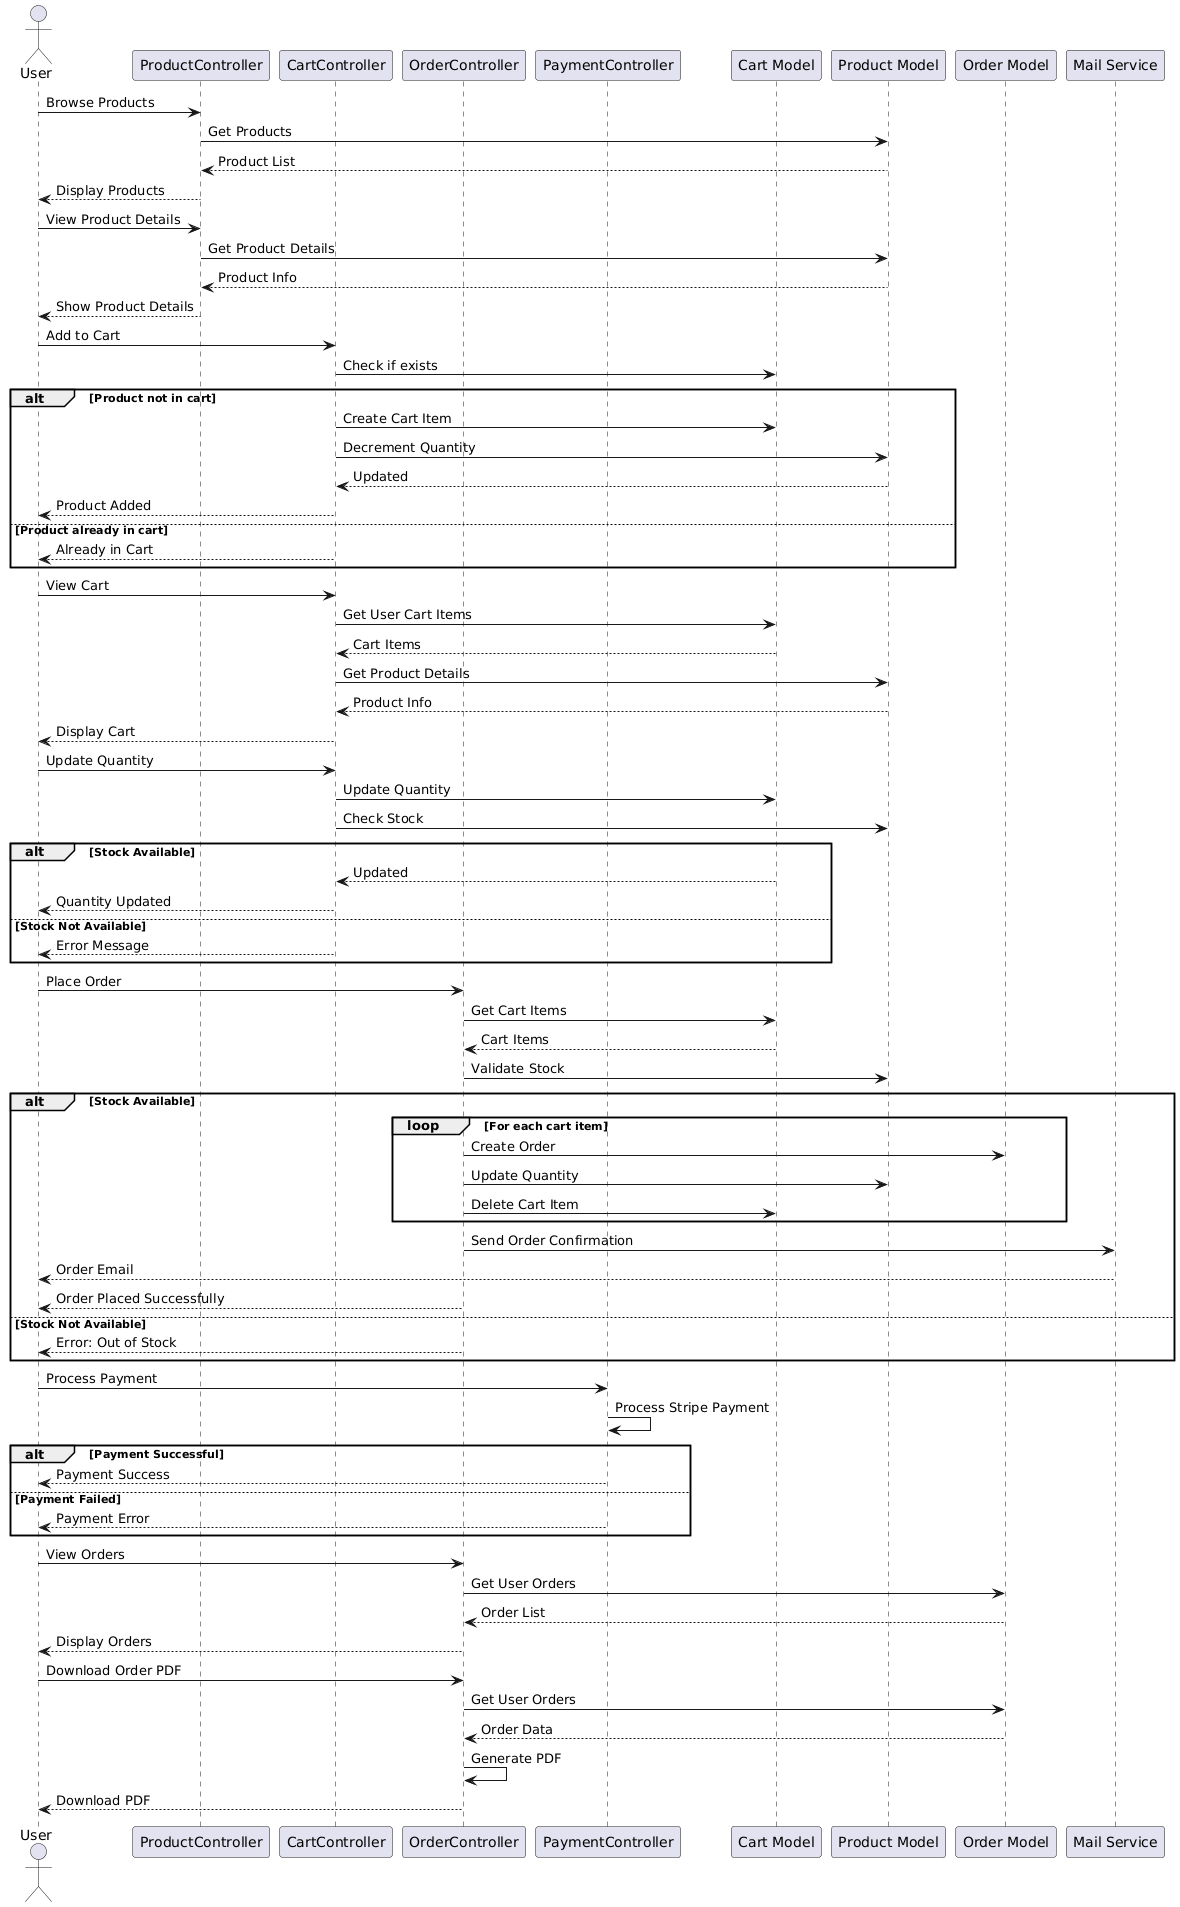 User
ProductController
CartController
OrderController
PaymentController
Cart Model
Product Model
Order Model
Mail Service
Browse Products
Get Products
Product List
Display Products
View Product Details
Get Product Details
Product Info
Show Product Details
Add to Cart
Check if exists
alt
[Product not in cart]
Create Cart Item
Decrement Quantity
Updated
Product Added
[Product already in cart]
Already in Cart
View Cart
Get User Cart Items
Cart Items
Get Product Details
Product Info
Display Cart
Update Quantity
Update Quantity
Check Stock
alt
[Stock Available]
Updated
Quantity Updated
[Stock Not Available]
Error Message
Place Order
Get Cart Items
Cart Items
Validate Stock
alt
[Stock Available]
loop
[For each cart item]
Create Order
Update Quantity
Delete Cart Item
Send Order Confirmation
Order Email
Order Placed Successfully
[Stock Not Available]
Error: Out of Stock
Process Payment
Process Stripe Payment
alt
[Payment Successful]
Payment Success
[Payment Failed]
Payment Error
View Orders
Get User Orders
Order List
Display Orders
Download Order PDF
Get User Orders
Order Data
Generate PDF
Download PDF
User
ProductController
CartController
OrderController
PaymentController
Cart Model
Product Model
Order Model
Mail Service